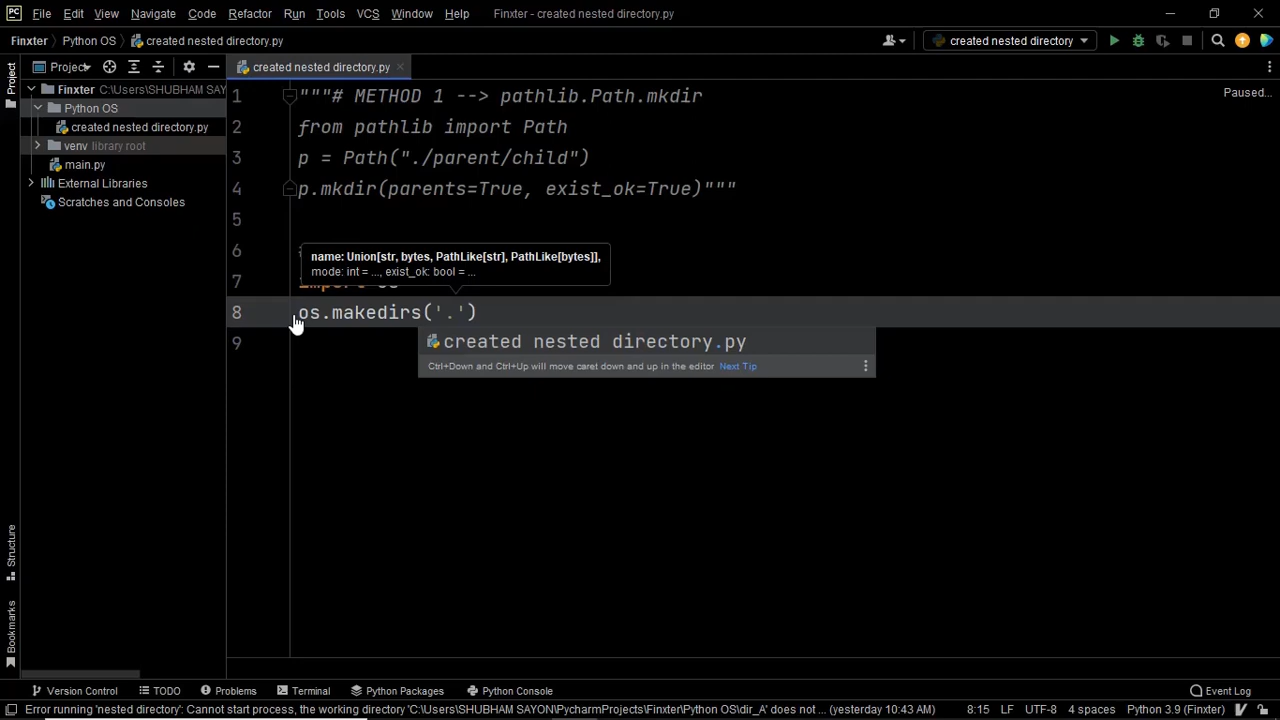 PC File Edit View Navigate Code Refactor Run Tools VCS Window Help Finxter - created nested directory.py
Finxter Python OS created nested directory.py created nested directory
Project created nested directory.py
Project
Finxter C:\Users\SHUBHAM SAY
Python OS
created nested directory.py
venv library root
main.py
External Libraries
Scratches and Consoles
Paused...
1 """# METHOD 1 --> pathlib.Path.mkdir
2 from pathlib import Path
3 p = Path("./parent/child")
4 p.mkdir(parents=True, exist_ok=True)"""
5
6
name: Union[str, bytes, PathLike[str], PathLike[bytes]],
mode: int = ..., exist_ok: bool = ...
7 import os
8 os.makedirs('.')
9
created nested directory.py
Ctrl+Down and Ctrl+Up will move caret down and up in the editor Next Tip
Structure
Bookmarks
Version Control TODO Problems Terminal Python Packages Python Console Event Log
Error running 'nested directory': Cannot start process, the working directory 'C:\Users\SHUBHAM SAYON\PycharmProjects\Finxter\Python OS\dir_A' does not ... (yesterday 10:43 AM) 8:15 LF UTF-8 4 spaces Python 3.9 (Finxter)